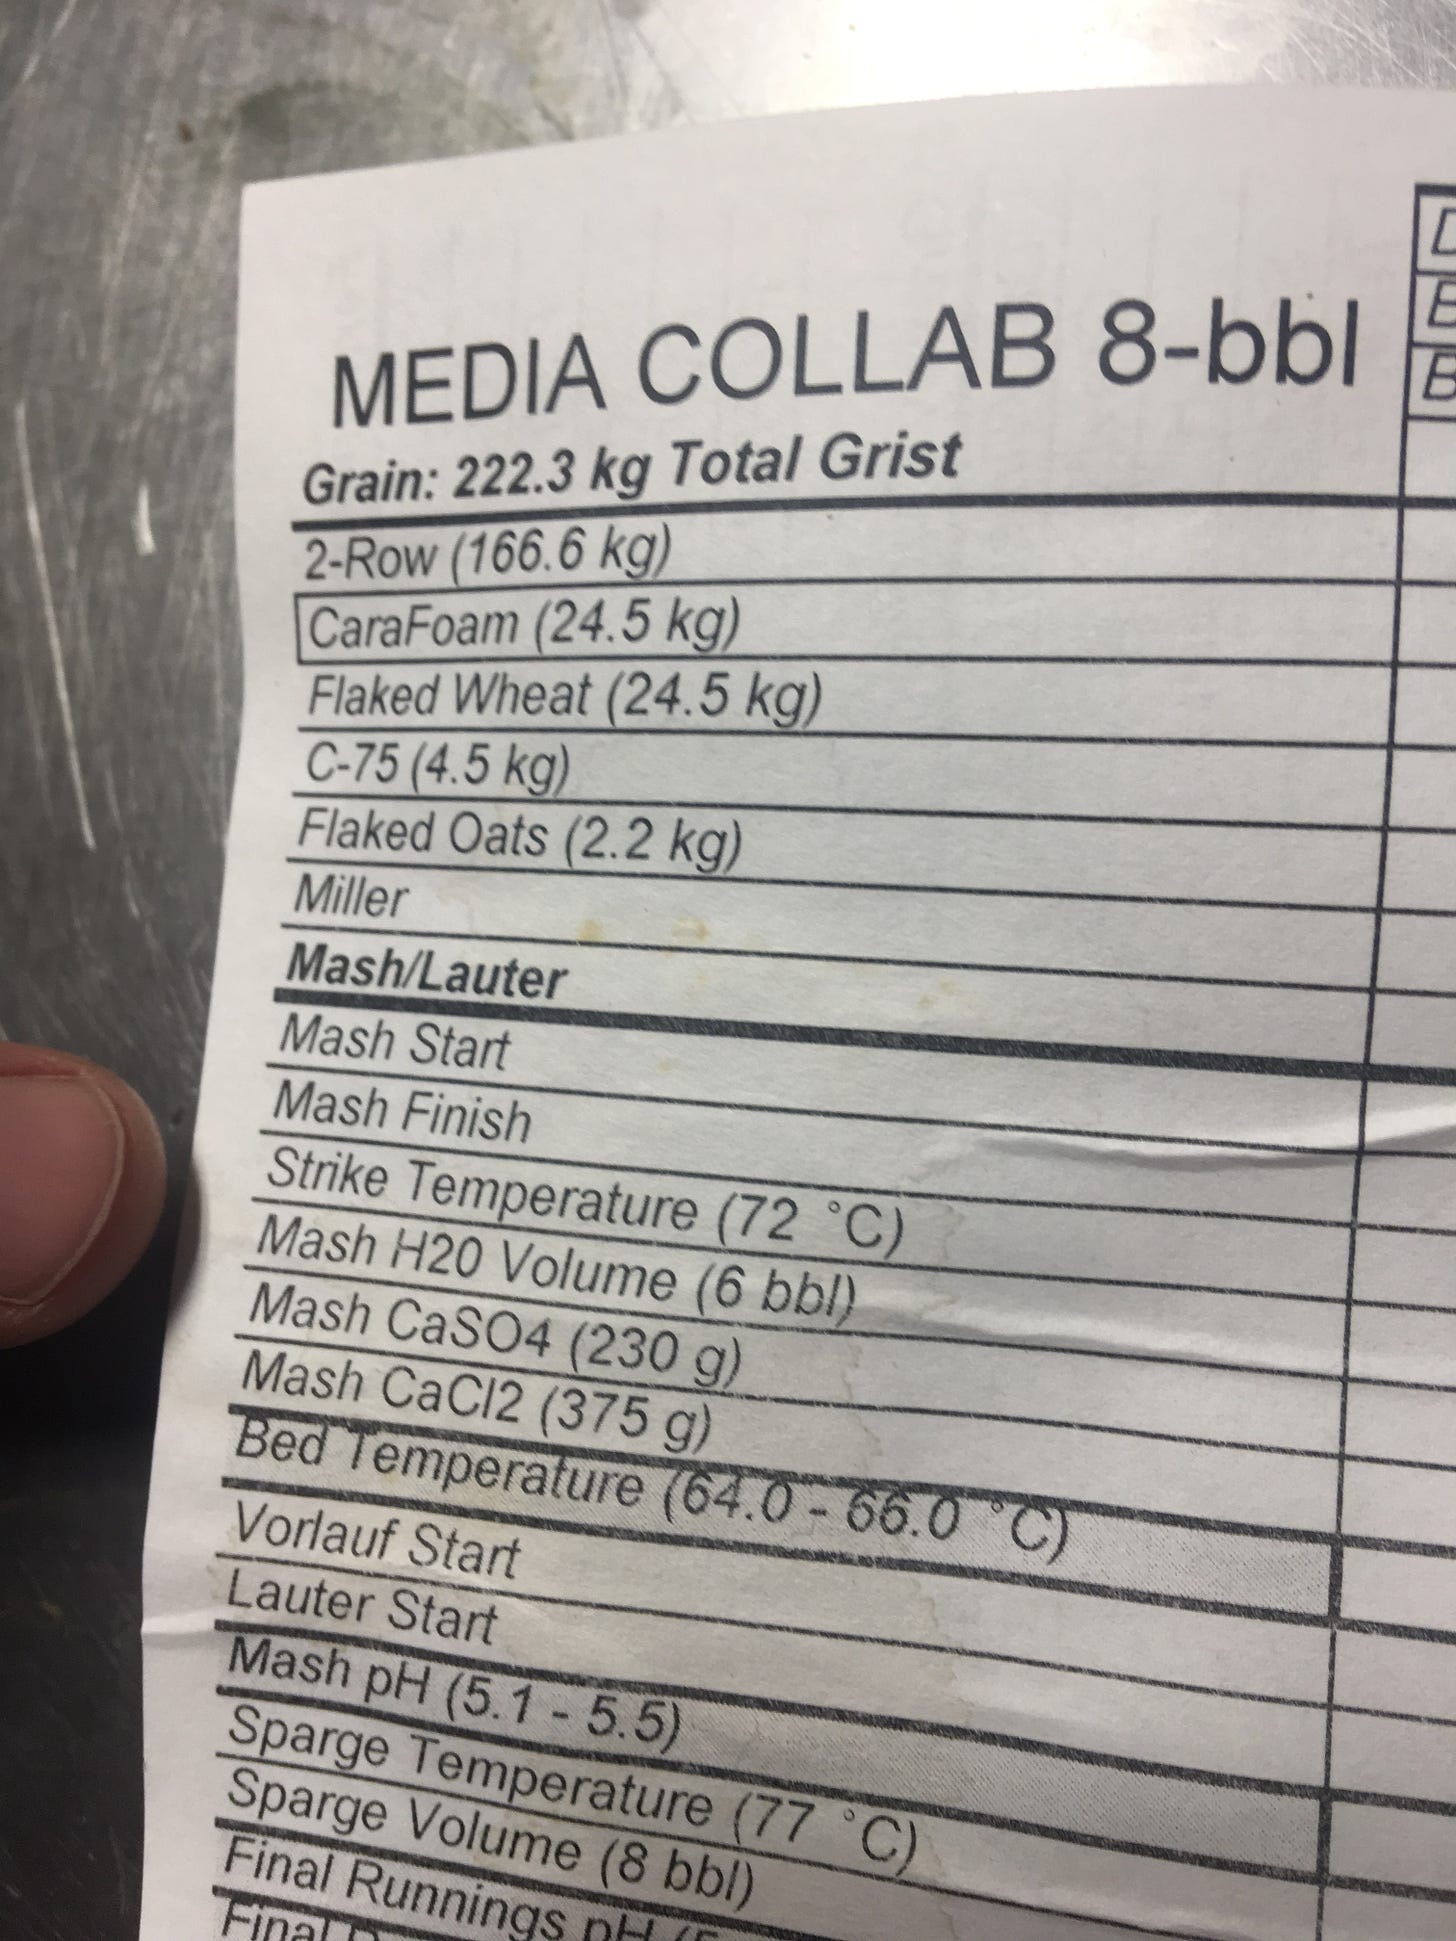 MEDIA COLLAB 8-bbl
Grain: 222.3 kg Total Grist
2-Row (166.6 kg)
CaraFoam (24.5 kg)
Flaked Wheat (24.5 kg)
C-75 (4.5 kg)
Flaked Oats (2.2 kg)
Miller
Mash/Lauter
Mash Start
Mash Finish
Strike Temperature (72 °C)
Mash H20 Volume (6 bbl)
Mash CaSO4 (230 g)
Mash CaCl2 (375 g)
Bed Temperature (64.0 - 66.0 °C)
Vorlauf Start
Lauter Start
Mash pH (5.1 - 5.5)
Sparge Temperature (77 °C)
Sparge Volume (8 bbl)
Final Runnings pH
Final